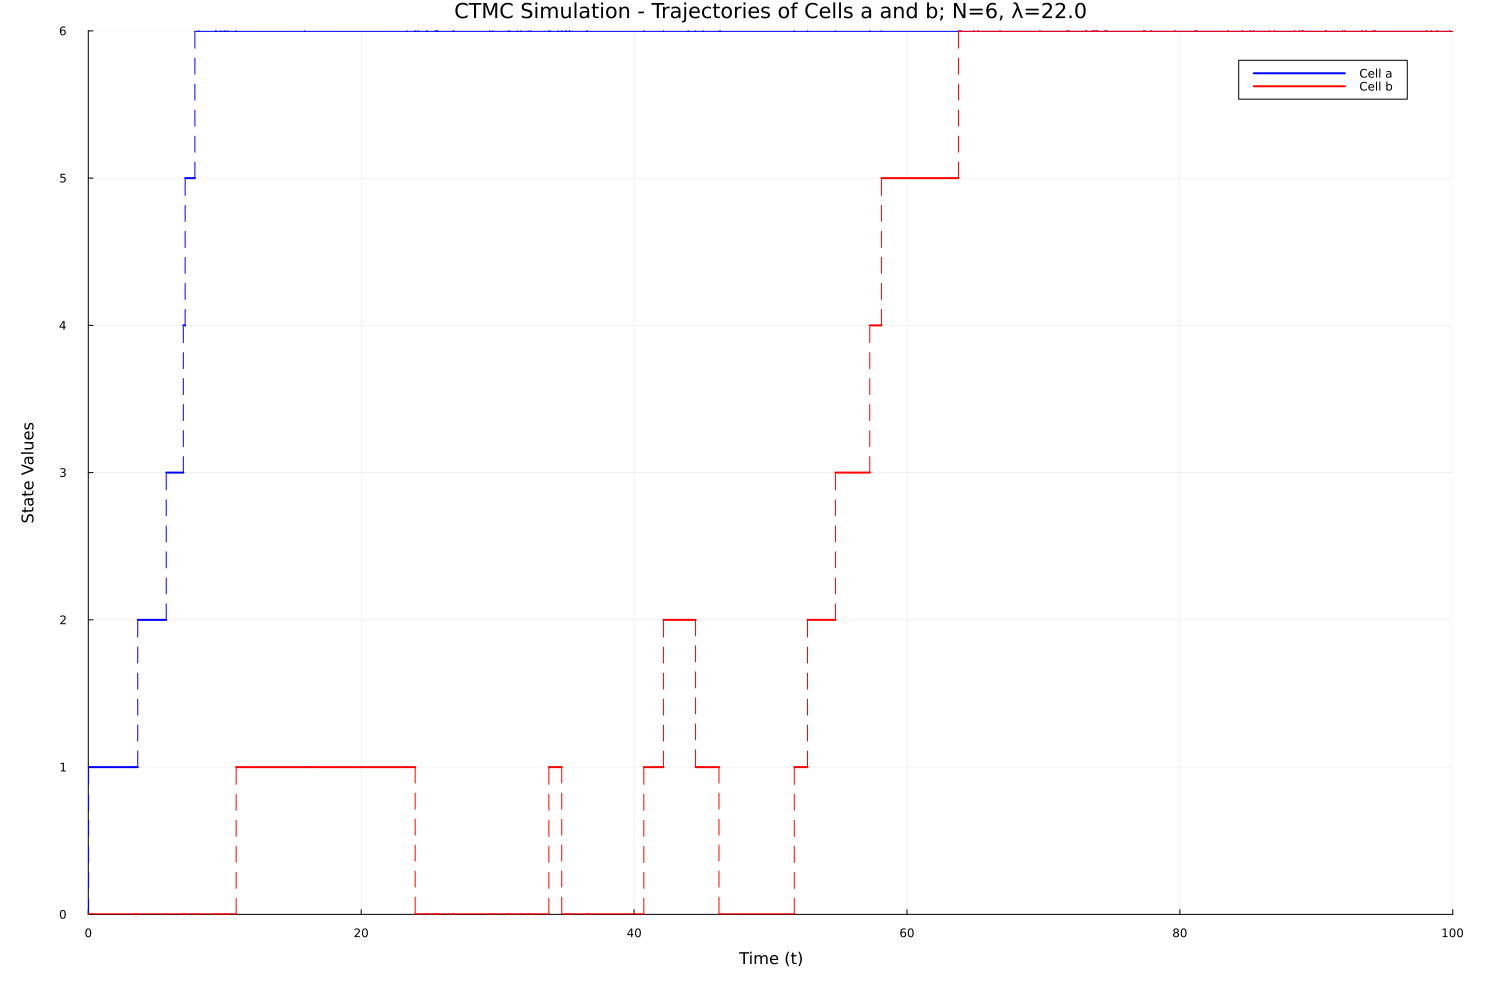 CTMC Simulation - Trajectories of Cells a and b; N=6, λ=22.0
6
Cell a
Cell b
5
4
State Values
3
2
1
0
0 20 40 60 80 100
Time (t)